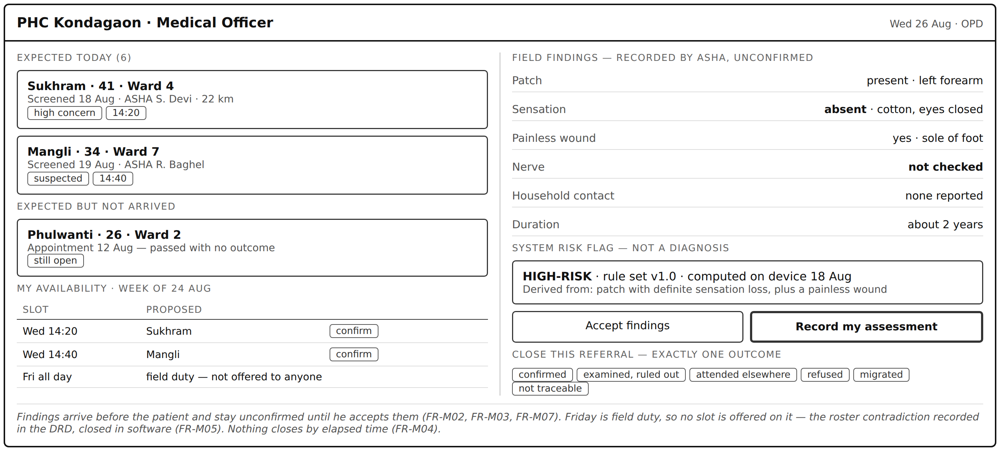 PHC Kondagaon · Medical Officer
Wed 26 Aug · OPD
EXPECTED TODAY (6)
Sukhram · 41 · Ward 4
Screened 18 Aug · ASHA S. Devi · 22 km
high concern 14:20
Mangli · 34 · Ward 7
Screened 19 Aug · ASHA R. Baghel
suspected 14:40
EXPECTED BUT NOT ARRIVED
Phulwanti · 26 · Ward 2
Appointment 12 Aug — passed with no outcome
still open
MY AVAILABILITY · WEEK OF 24 AUG
SLOT PROPOSED
Wed 14:20 Sukhram confirm
Wed 14:40 Mangli confirm
Fri all day field duty — not offered to anyone
FIELD FINDINGS — RECORDED BY ASHA, UNCONFIRMED
Patch present · left forearm
Sensation absent · cotton, eyes closed
Painless wound yes · sole of foot
Nerve not checked
Household contact none reported
Duration about 2 years
SYSTEM RISK FLAG — NOT A DIAGNOSIS
HIGH-RISK · rule set v1.0 · computed on device 18 Aug
Derived from: patch with definite sensation loss, plus a painless wound
Accept findings Record my assessment
CLOSE THIS REFERRAL — EXACTLY ONE OUTCOME
confirmed examined, ruled out attended elsewhere refused migrated
not traceable
Findings arrive before the patient and stay unconfirmed until he accepts them (FR-M02, FR-M03, FR-M07). Friday is field duty, so no slot is offered on it — the roster contradiction recorded
in the DRD, closed in software (FR-M05). Nothing closes by elapsed time (FR-M04).